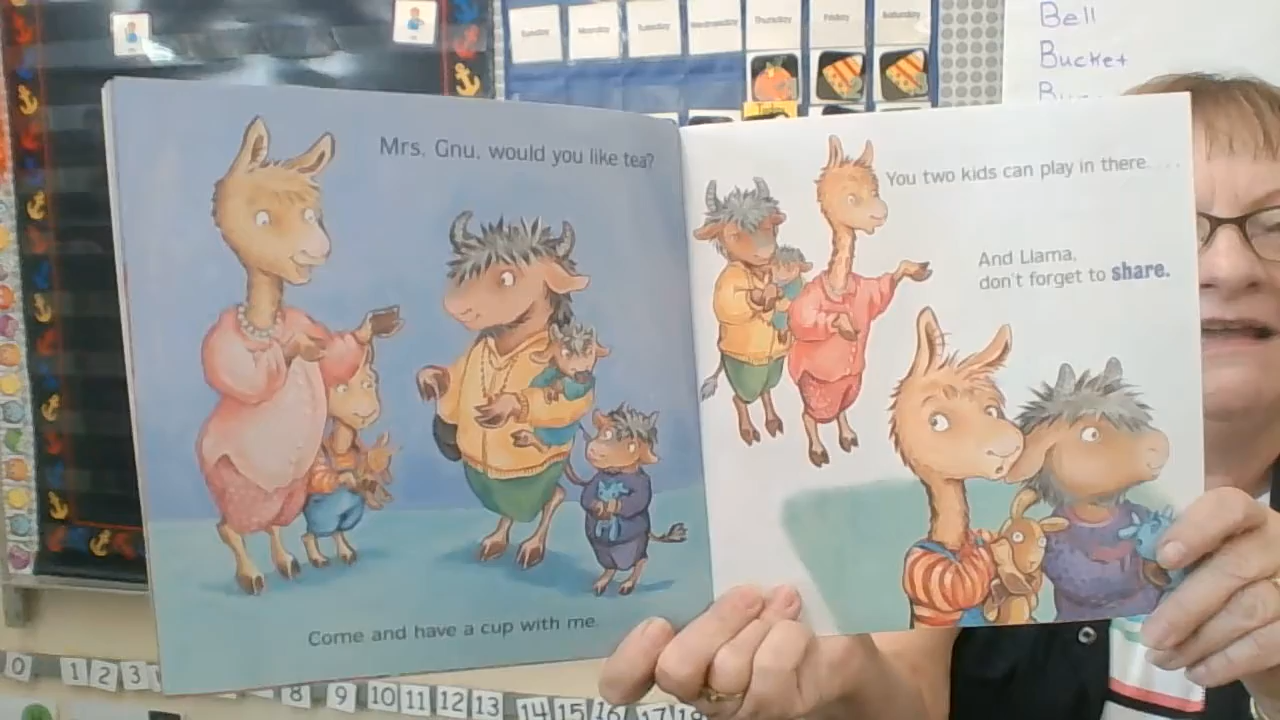 Sunday Monday Tuesday Wednesday Thursday Friday Saturday
Today
Bell
Bucket
Mrs. Gnu, would you like tea?
Come and have a cup with me.
You two kids can play in there....
And Llama,
don't forget to share.
0 1 2 3 8 9 10 11 12 13 14 15 16 17 18